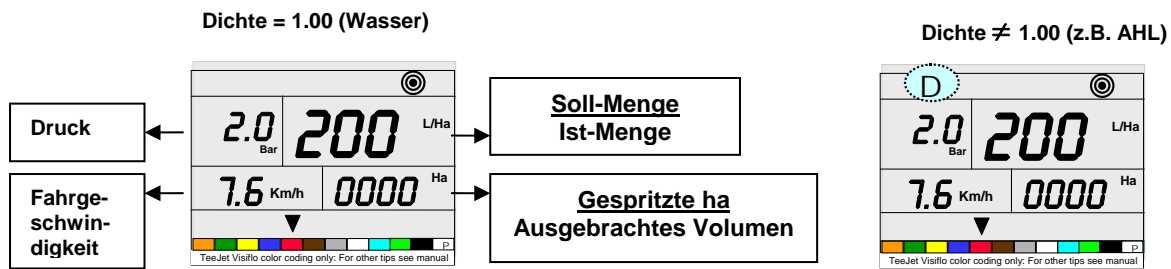 Dichte = 1.00 (Wasser)
Dichte ≠ 1.00 (z.B. AHL)
Druck
2.0
Bar
200
L/Ha
Soll-Menge
Ist-Menge
Fahrge-
schwin-
digkeit
7.6 Km/h
0000
Ha
Gespritzte ha
Ausgebrachtes Volumen
P
TeeJet Visiflo color coding only: For other tips see manual
D
2.0
Bar
200
L/Ha
7.6 Km/h
0000
Ha
P
TeeJet Visiflo color coding only: For other tips see manual